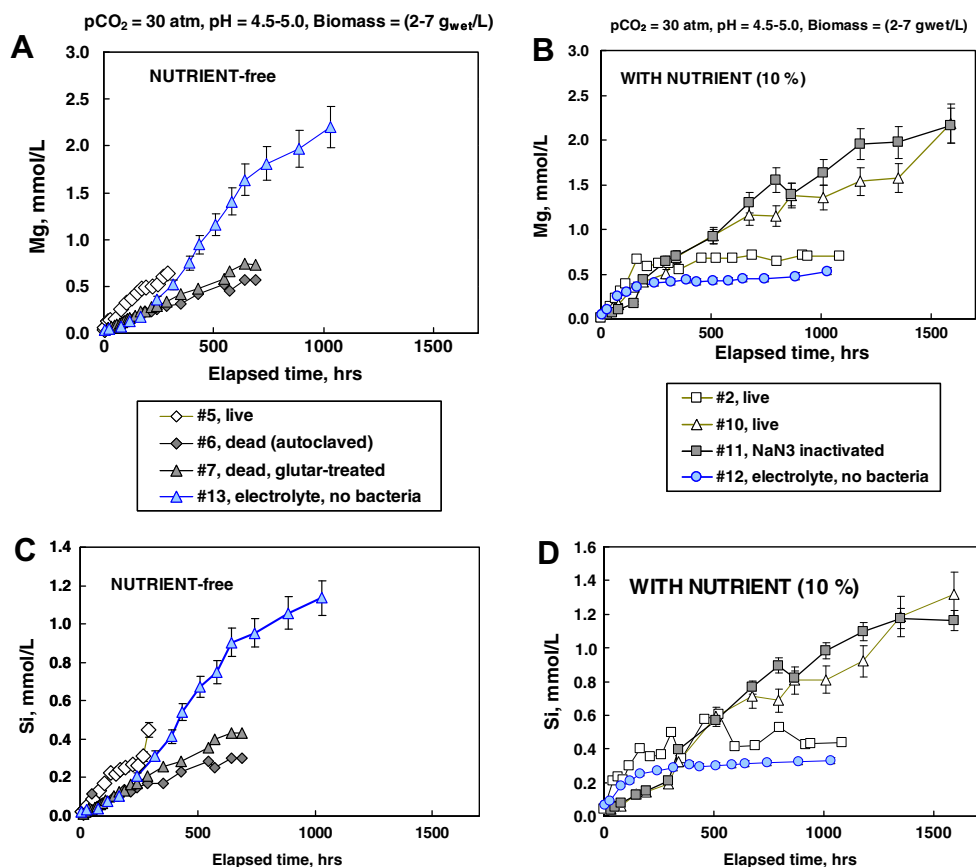 pCO₂ = 30 atm, pH = 4.5-5.0, Biomass = (2-7 gwet/L)
A
NUTRIENT-free
3.0
2.5
2.0
1.5
1.0
0.5
0.0
Mg, mmol/L
0
500
1000
1500
Elapsed time, hrs
#5, live
#6, dead (autoclaved)
#7, dead, glutar-treated
#13, electrolyte, no bacteria
pCO₂ = 30 atm, pH = 4.5-5.0, Biomass = (2-7 gwet/L)
B
WITH NUTRIENT (10 %)
3.0
2.5
2.0
1.5
1.0
0.5
0.0
Mg, mmol/L
0
500
1000
1500
Elapsed time, hrs
#2, live
#10, live
#11, NaN3 inactivated
#12, electrolyte, no bacteria
C
NUTRIENT-free
1.4
1.2
1.0
0.8
0.6
0.4
0.2
0.0
Si, mmol/L
0
500
1000
1500
Elapsed time, hrs
D
WITH NUTRIENT (10 %)
1.6
1.4
1.2
1.0
0.8
0.6
0.4
0.2
0.0
Si, mmol/L
0
500
1000
1500
Elapsed time, hrs